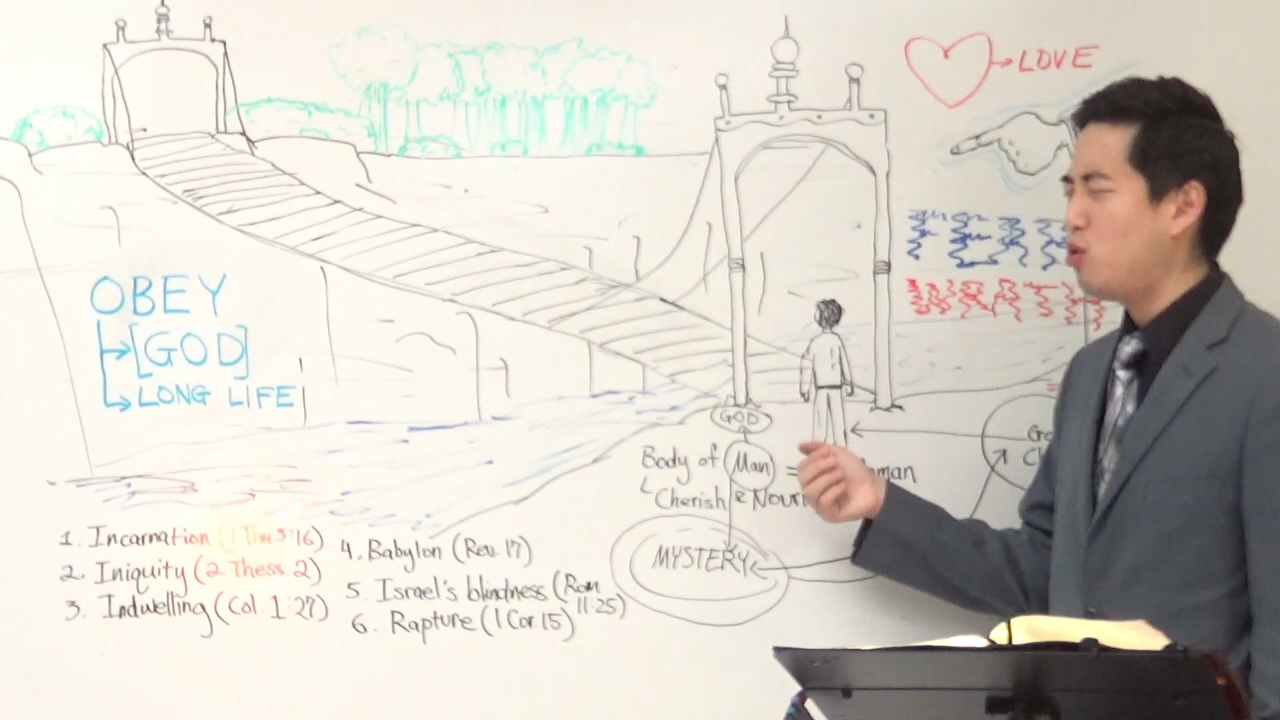 LOVE
OBEY
[GOD]
LONG LIFE
GOD
Body of Man =
Cherish & Nouri
MYSTERY
1. Incarnation (1 Tim 3:16)
2. Iniquity (2 Thess. 2)
3. Indwelling (Col. 1:27)
4. Babylon (Rev. 17)
5. Israel's blindness (Rom
11:25)
6. Rapture (1 Cor. 15)